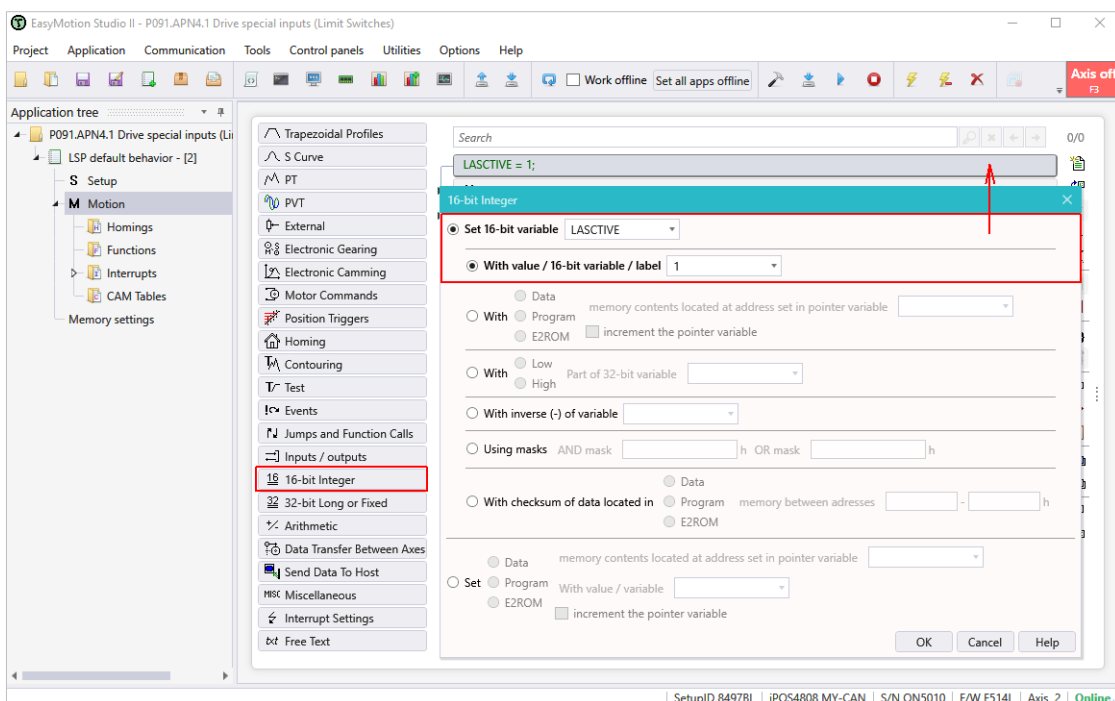 EasyMotion Studio II - P091.APN4.1 Drive special inputs (Limit Switches)
Project Application Communication Tools Control panels Utilities Options Help
Work offline Set all apps offline
Axis off
F3
Application tree
P091.APN4.1 Drive special inputs (Li
LSP default behavior - [2]
S Setup
M Motion
Homings
Functions
Interrupts
CAM Tables
Memory settings
Trapezoidal Profiles
S Curve
PT
PVT
External
Electronic Gearing
Electronic Camming
Motor Commands
Position Triggers
Homing
Contouring
Test
Events
Jumps and Function Calls
Inputs / outputs
16 16-bit Integer
32 32-bit Long or Fixed
Arithmetic
Data Transfer Between Axes
Send Data To Host
MISC Miscellaneous
Interrupt Settings
txt Free Text
Search 0/0
LASCTIVE = 1;
16-bit Integer
Set 16-bit variable LASCTIVE
With value / 16-bit variable / label 1
Data
With Program memory contents located at address set in pointer variable
E2ROM increment the pointer variable
Low
With Part of 32-bit variable
High
With inverse (-) of variable
Using masks AND mask h OR mask h
Data
With checksum of data located in Program memory between adresses - h
E2ROM
Data memory contents located at address set in pointer variable
Set Program With value / variable
E2ROM increment the pointer variable
OK Cancel Help
SetupID 8497BL iPOS4808 MY-CAN S/N ON5010 F/W F514L Axis 2 Online